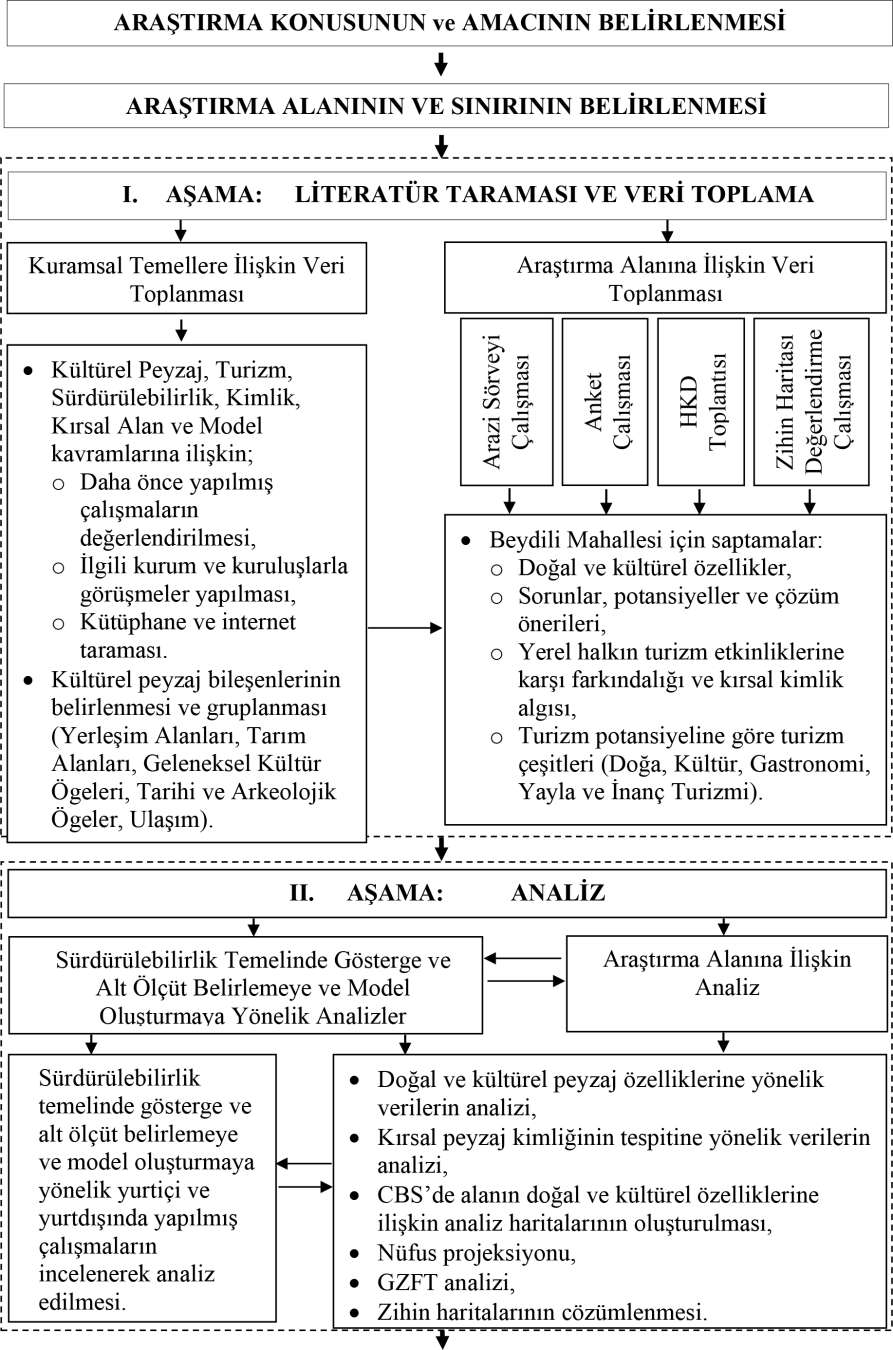 ARAŞTIRMA KONUSUNUN ve AMACININ BELİRLENMESİ
ARAŞTIRMA ALANININ VE SINIRININ BELİRLENMESİ
I. AŞAMA: LİTERATÜR TARAMASI VE VERİ TOPLAMA
Kuramsal Temellere İlişkin Veri
Toplanması
Araştırma Alanına İlişkin Veri
Toplanması
Arazi Sörveyi
Çalışması
Anket
Çalışması
HKD
Toplantısı
Zihin Haritası
Değerlendirme
Çalışması
• Kültürel Peyzaj, Turizm,
Sürdürülebilirlik, Kimlik,
Kırsal Alan ve Model
kavramlarına ilişkin;
o Daha önce yapılmış
çalışmaların
değerlendirilmesi,
o İlgili kurum ve kuruluşlarla
görüşmeler yapılması,
o Kütüphane ve internet
taraması.
• Kültürel peyzaj bileşenlerinin
belirlenmesi ve gruplanması
(Yerleşim Alanları, Tarım
Alanları, Geleneksel Kültür
Ögeleri, Tarihi ve Arkeolojik
Ögeler, Ulaşım).
• Beydili Mahallesi için saptamalar:
o Doğal ve kültürel özellikler,
o Sorunlar, potansiyeller ve çözüm
önerileri,
o Yerel halkın turizm etkinliklerine
karşı farkındalığı ve kırsal kimlik
algısı,
o Turizm potansiyeline göre turizm
çeşitleri (Doğa, Kültür, Gastronomi,
Yayla ve İnanç Turizmi).
II. AŞAMA: ANALİZ
Sürdürülebilirlik Temelinde Gösterge ve
Alt Ölçüt Belirlemeye ve Model
Oluşturmaya Yönelik Analizler
Araştırma Alanına İlişkin
Analiz
Sürdürülebilirlik
temelinde gösterge ve
alt ölçüt belirlemeye
ve model oluşturmaya
yönelik yurtiçi ve
yurtdışında yapılmış
çalışmaların
incelenerek analiz
edilmesi.
• Doğal ve kültürel peyzaj özelliklerine yönelik
verilerin analizi,
• Kırsal peyzaj kimliğinin tespitine yönelik verilerin
analizi,
• CBS’de alanın doğal ve kültürel özelliklerine
ilişkin analiz haritalarının oluşturulması,
• Nüfus projeksiyonu,
• GZFT analizi,
• Zihin haritalarının çözümlenmesi.